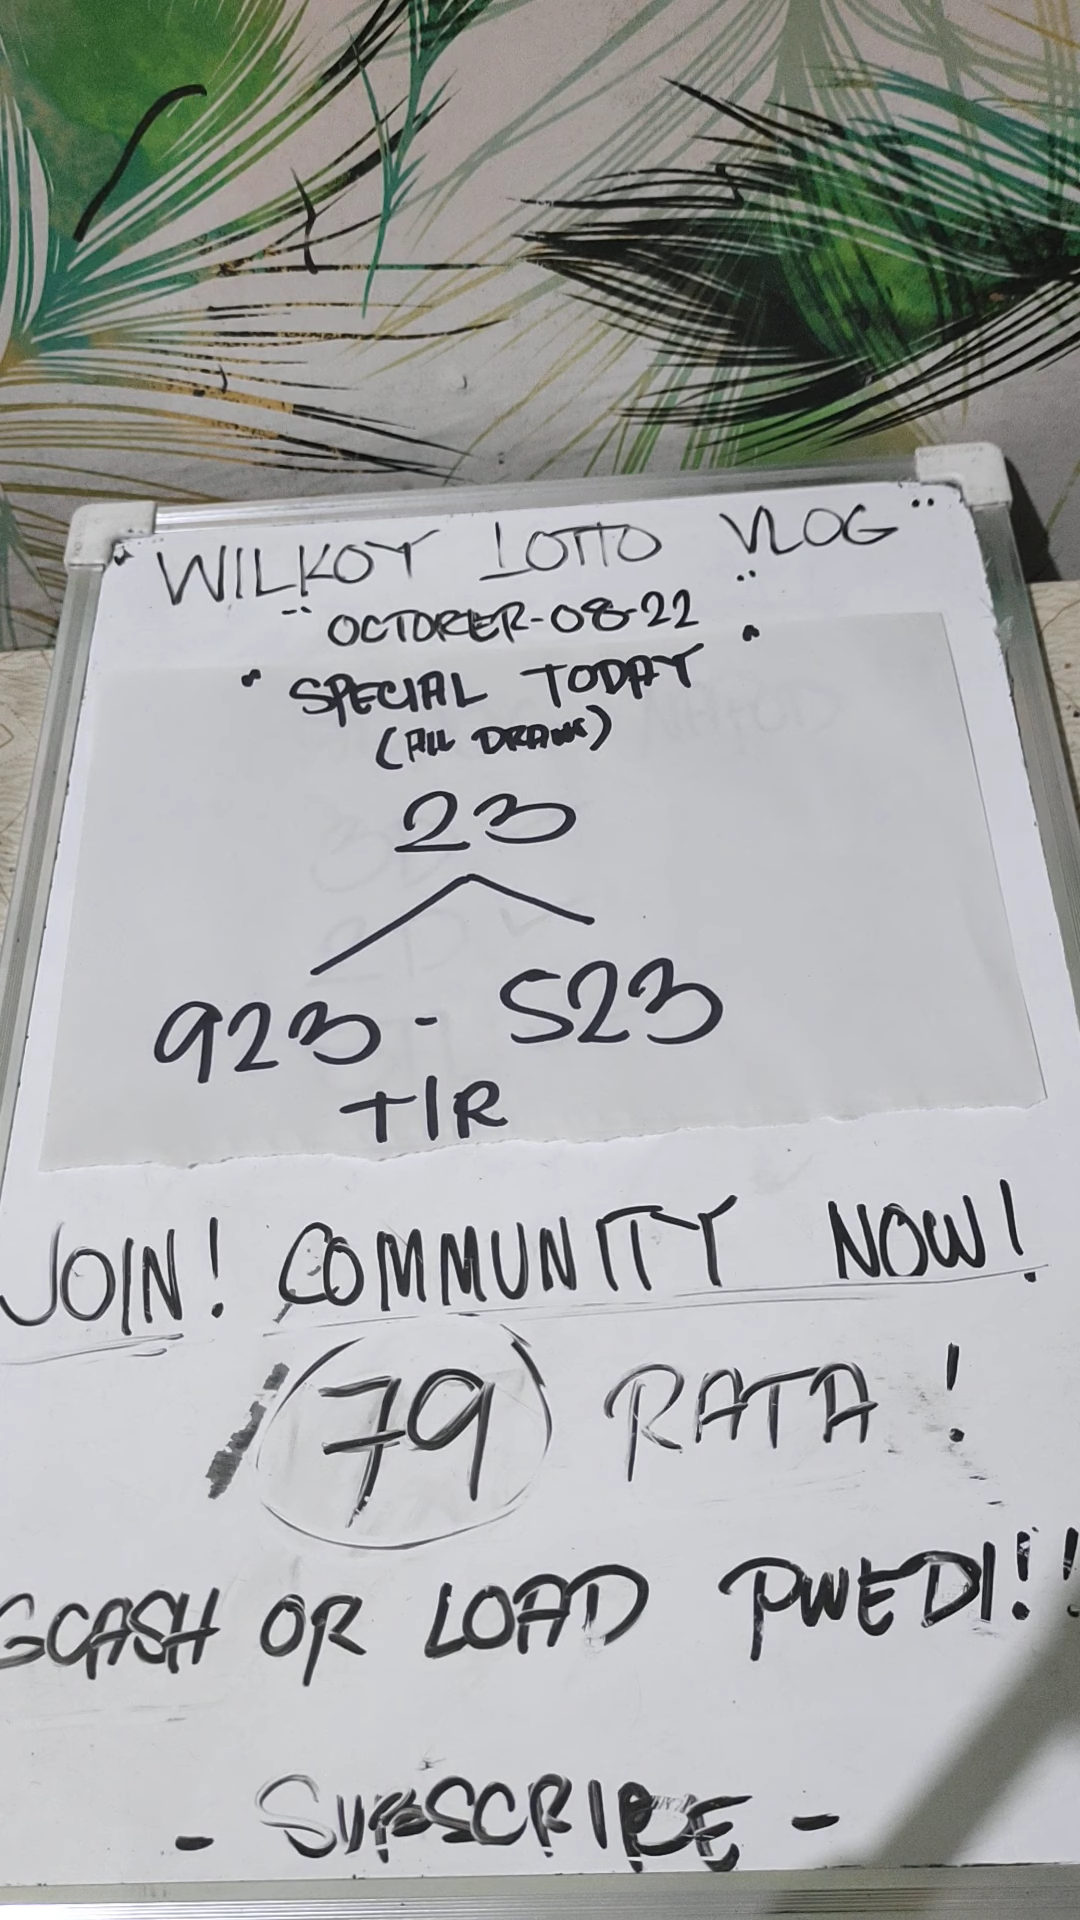 "WILKOY LOTTO VLOG"
"OCTOBER-08-22"
"SPECIAL TODAY"
(ALL DRAWS)
23
923 - 523
T/R
JOIN! COMMUNITY NOW!
79 RATA!
GCASH OR LOAD PWEDI!!
- SUBSCRIBE -